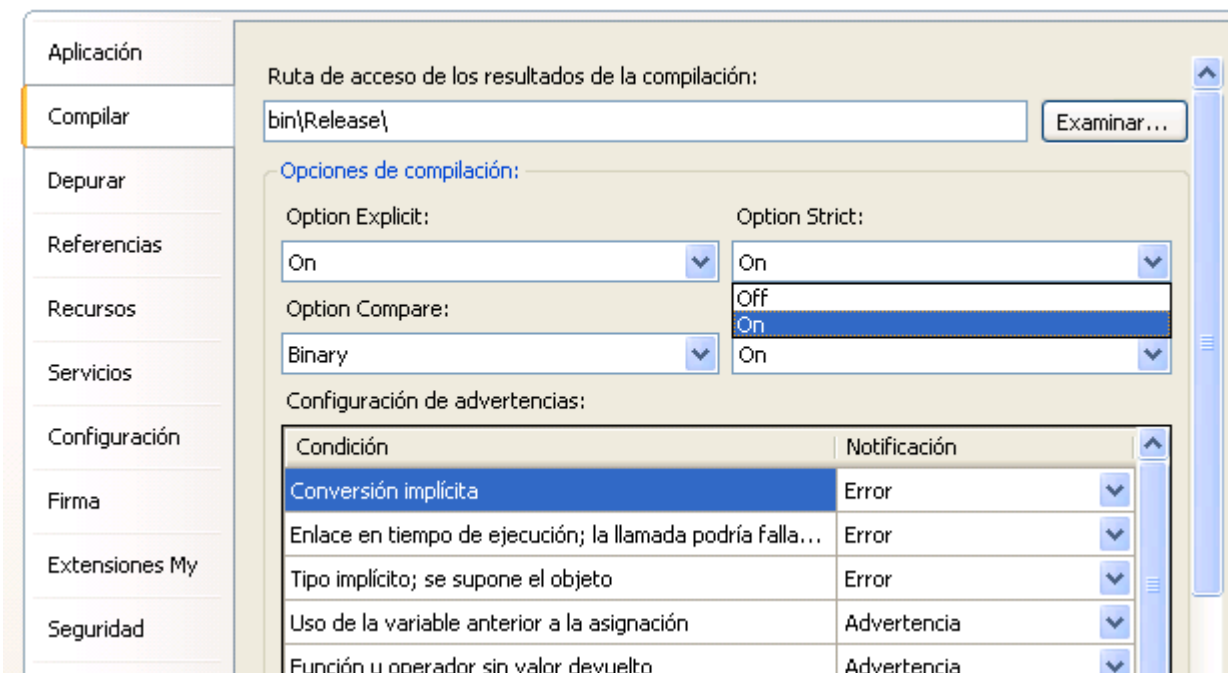 Aplicación
Compilar
Depurar
Referencias
Recursos
Servicios
Configuración
Firma
Extensiones My
Seguridad
Ruta de acceso de los resultados de la compilación:
bin\Release\
Examinar...
Opciones de compilación:
Option Explicit: Option Strict:
On On
Off
On
Option Compare:
Binary On
Configuración de advertencias:
Condición Notificación
Conversión implícita Error
Enlace en tiempo de ejecución; la llamada podría falla... Error
Tipo implícito; se supone el objeto Error
Uso de la variable anterior a la asignación Advertencia
Función u operador sin valor devuelto Advertencia